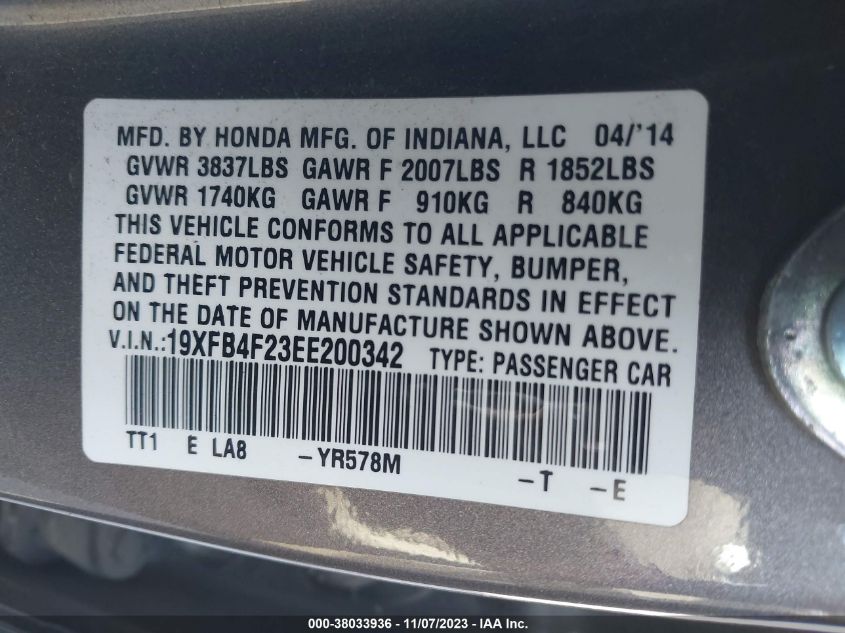 MFD. BY HONDA MFG. OF INDIANA, LLC 04/'14
GVWR 3837LBS GAWR F 2007LBS R 1852LBS
GVWR 1740KG GAWR F 910KG R 840KG
THIS VEHICLE CONFORMS TO ALL APPLICABLE
FEDERAL MOTOR VEHICLE SAFETY, BUMPER,
AND THEFT PREVENTION STANDARDS IN EFFECT
ON THE DATE OF MANUFACTURE SHOWN ABOVE.
V.I.N.:19XFB4F23EE200342 TYPE: PASSENGER CAR
TT1 E LA8 -YR578M -T -E
000-38033936 - 11/07/2023 - IAA Inc.